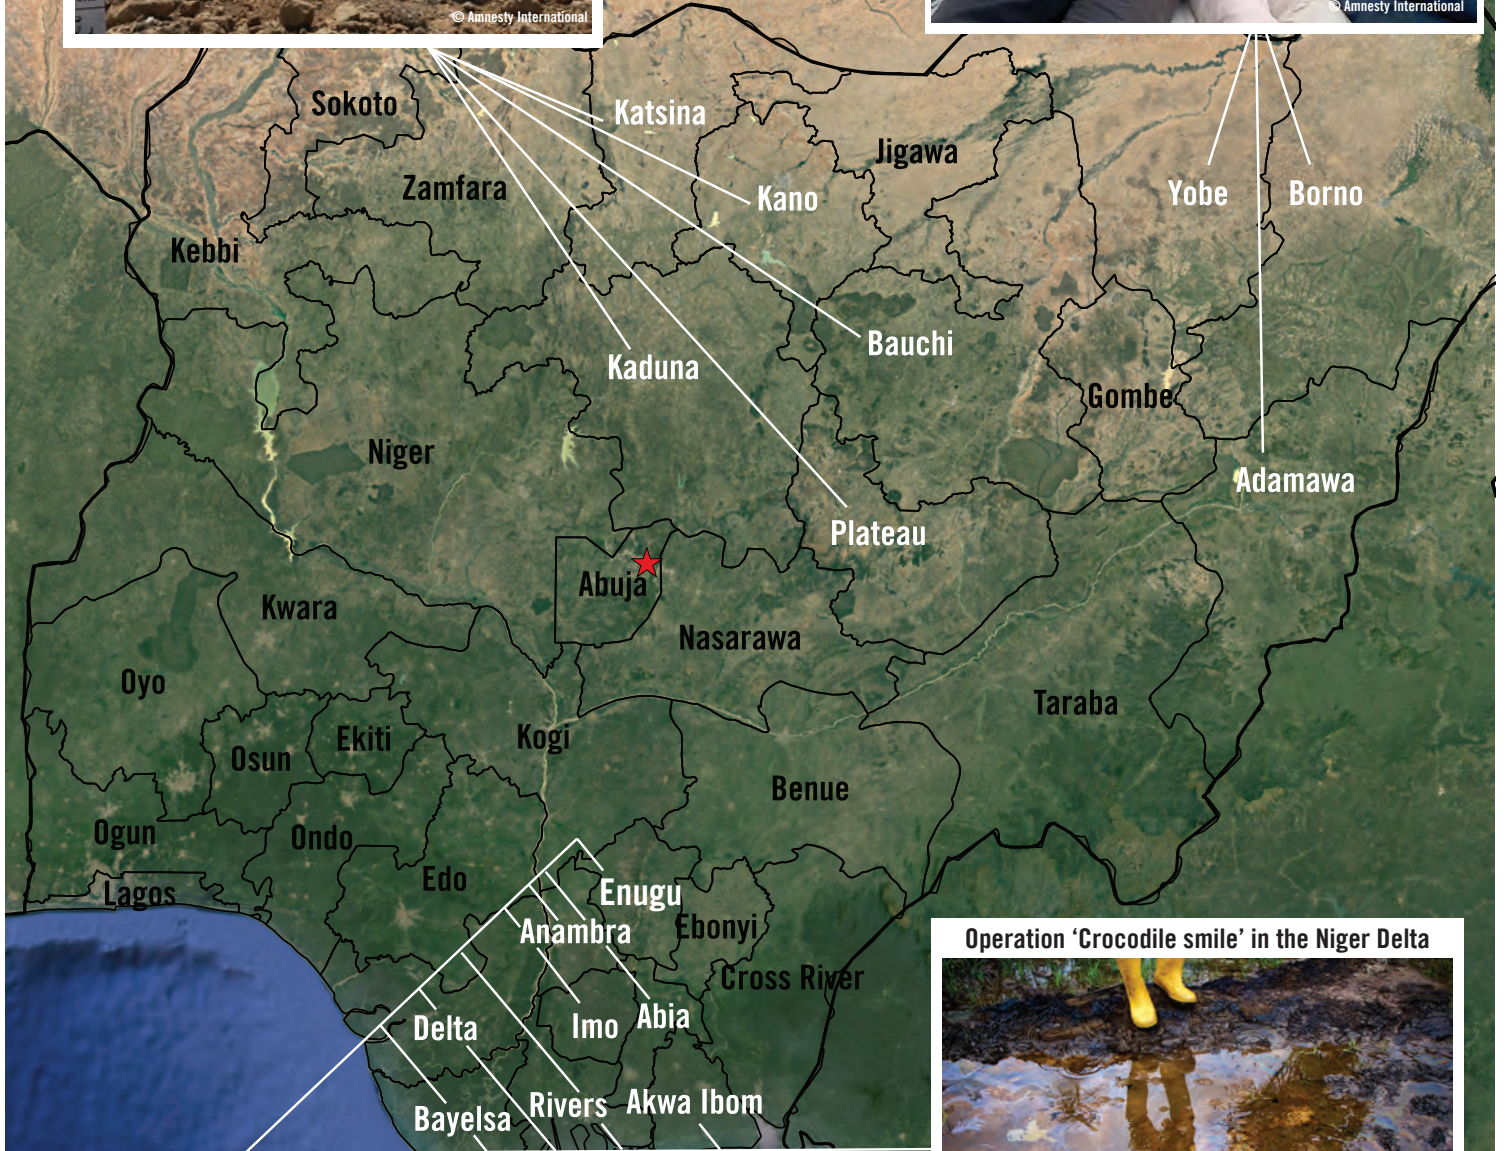 © Amnesty International
© Amnesty International
Sokoto
Katsina
Jigawa
Zamfara
Kano
Yobe
Borno
Kebbi
Bauchi
Kaduna
Gombe
Niger
Adamawa
Plateau
Abuja
Kwara
Nasarawa
Oyo
Taraba
Kogi
Ekiti
Osun
Benue
Ogun
Ondo
Edo
Lagos
Enugu
Ebonyi
Anambra
Operation ‘Crocodile smile’ in the Niger Delta
Cross River
Abia
Imo
Delta
Rivers
Akwa Ibom
Bayelsa